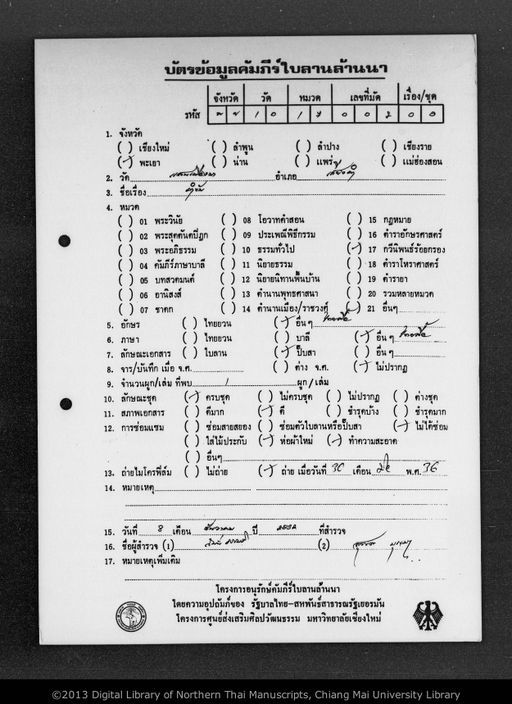 บัตรข้อมูลคัมภีร์ใบลานล้านนา
จังหวัด วัด หมวด เลขที่มัด เรื่อง/ชุด
รหัส
1. จังหวัด
( ) เชียงใหม่ ( ) ลำพูน ( ) ลำปาง ( ) เชียงราย
(✓) พะเยา ( ) น่าน ( ) แพร่ ( ) แม่ฮ่องสอน
2. วัด อำเภอ
3. ชื่อเรื่อง
4. หมวด
( ) 01 พระวินัย ( ) 08 โอวาทคำสอน ( ) 15 กฎหมาย
( ) 02 พระสุตตันตปิฎก ( ) 09 ประเพณีพิธีกรรม ( ) 16 ตำราอักษรศาสตร์
( ) 03 พระอภิธรรม ( ) 10 ธรรมทั่วไป (✓) 17 กวีนิพนธ์ร้อยกรอง
( ) 04 คัมภีร์ภาษาบาลี ( ) 11 นิยายธรรม ( ) 18 ตำราโหราศาสตร์
( ) 05 บทสวดมนต์ ( ) 12 นิยายนิทานพื้นบ้าน ( ) 19 ตำรายา
( ) 06 อานิสงส์ ( ) 13 ตำนานพุทธศาสนา ( ) 20 รวมหลายหมวด
( ) 07 ชาดก ( ) 14 ตำนานเมือง/ราชวงศ์ 21 อื่นๆ
5. อักษร ( ) ไทยยวน (✓) อื่นๆ ไทยลื้อ
6. ภาษา ( ) ไทยยวน ( ) บาลี (✓) อื่นๆ ไทยลื้อ
7. ลักษณะเอกสาร ( ) ใบลาน (✓) ปั๊บสา ( ) อื่นๆ
8. จาร/บันทึก เมื่อ จ.ศ. ( ) ต่าง จ.ศ. (✓) ไม่ปรากฏ
9. จำนวนผูก/เล่ม ที่พบ 1 ผูก/เล่ม
10. ลักษณะชุด (✓) ครบชุด ( ) ไม่ครบชุด ( ) ไม่ปรากฏ ( ) ต่างชุด
11. สภาพเอกสาร ( ) ดีมาก (✓) ดี ( ) ชำรุดบ้าง ( ) ชำรุดมาก
12. การซ่อมแซม ( ) ซ่อมสายสยอง ( ) ซ่อมตัวใบลานหรือปั๊บสา (✓) ไม่ได้ซ่อม
( ) ใส่ไม้ประกับ (✓) ห่อผ้าใหม่ (✓) ทำความสะอาด
( ) อื่นๆ
13. ถ่ายไมโครฟิล์ม ( ) ไม่ถ่าย (✓) ถ่าย เมื่อวันที่ 30 เดือน พ.ศ. 36
14. หมายเหตุ
15. วันที่ 8 เดือน ธันวาคม ปี ที่สำรวจ
16. ชื่อผู้สำรวจ (1) (2)
17. หมายเหตุเพิ่มเติม
โครงการอนุรักษ์คัมภีร์ใบลานล้านนา
โดยความอุปถัมภ์ของ รัฐบาลไทย-สหพันธ์สาธารณรัฐเยอรมัน
โครงการศูนย์ส่งเสริมศิลปวัฒนธรรม มหาวิทยาลัยเชียงใหม่
©2013 Digital Library of Northern Thai Manuscripts, Chiang Mai University Library